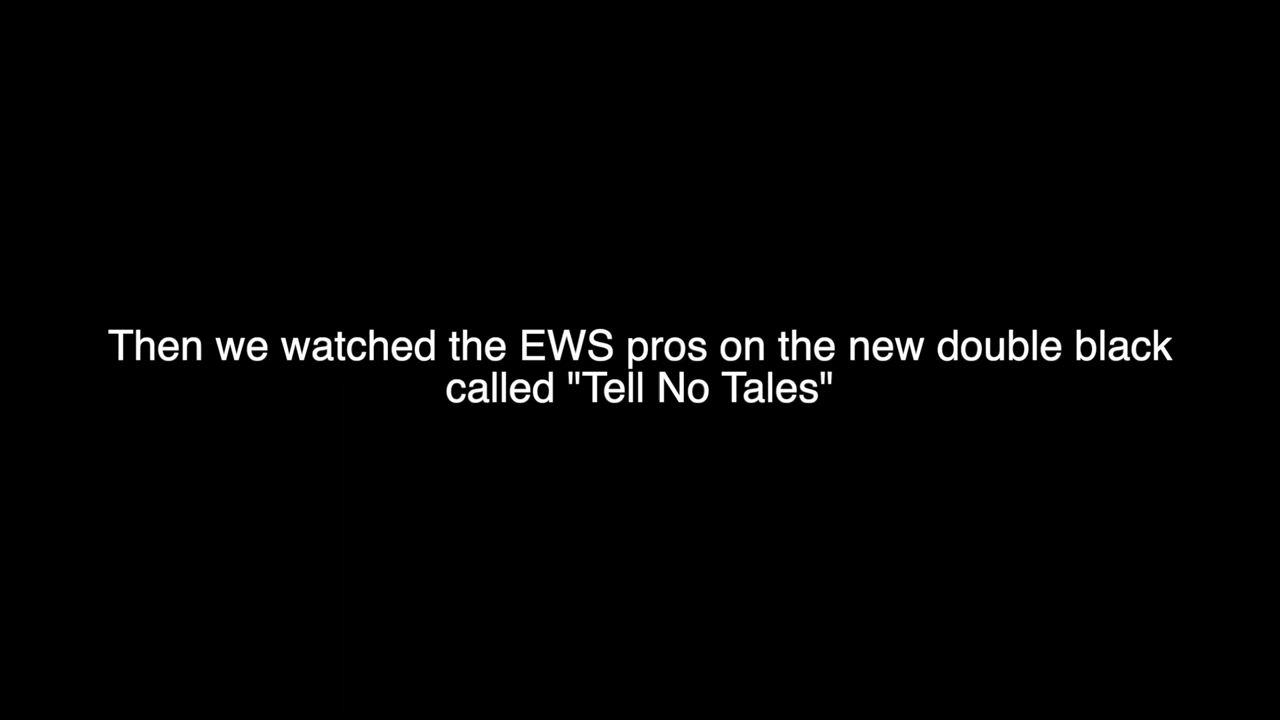 Then we watched the EWS pros on the new double black
called "Tell No Tales"